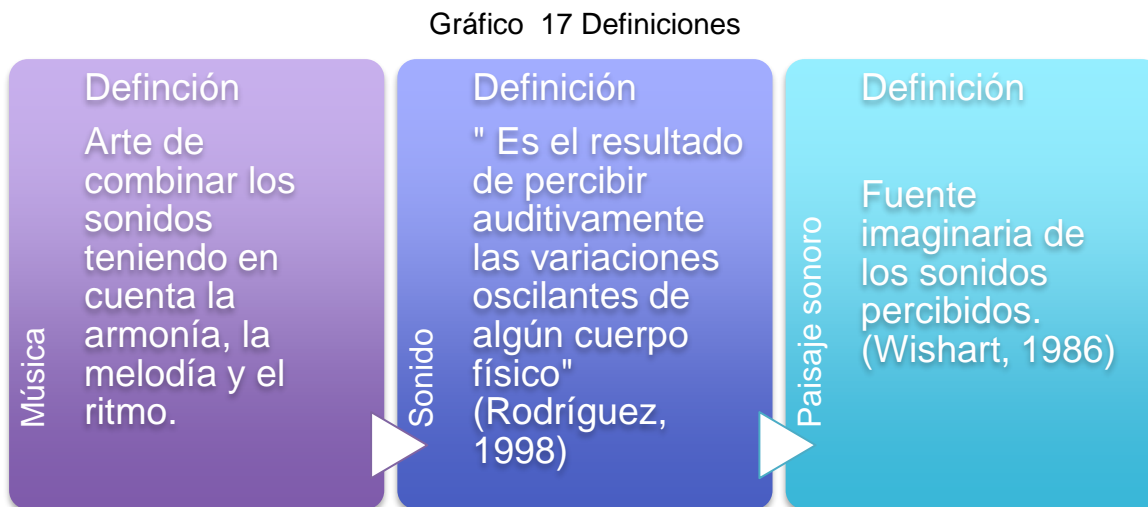 Gráfico 17 Definiciones
Música
Definción
Arte de
combinar los
sonidos
teniendo en
cuenta la
armonía, la
melodía y el
ritmo.
Sonido
Definición
" Es el resultado
de percibir
auditivamente
las variaciones
oscilantes de
algún cuerpo
físico"
(Rodríguez,
1998)
Paisaje sonoro
Definición
Fuente
imaginaria de
los sonidos
percibidos.
(Wishart, 1986)